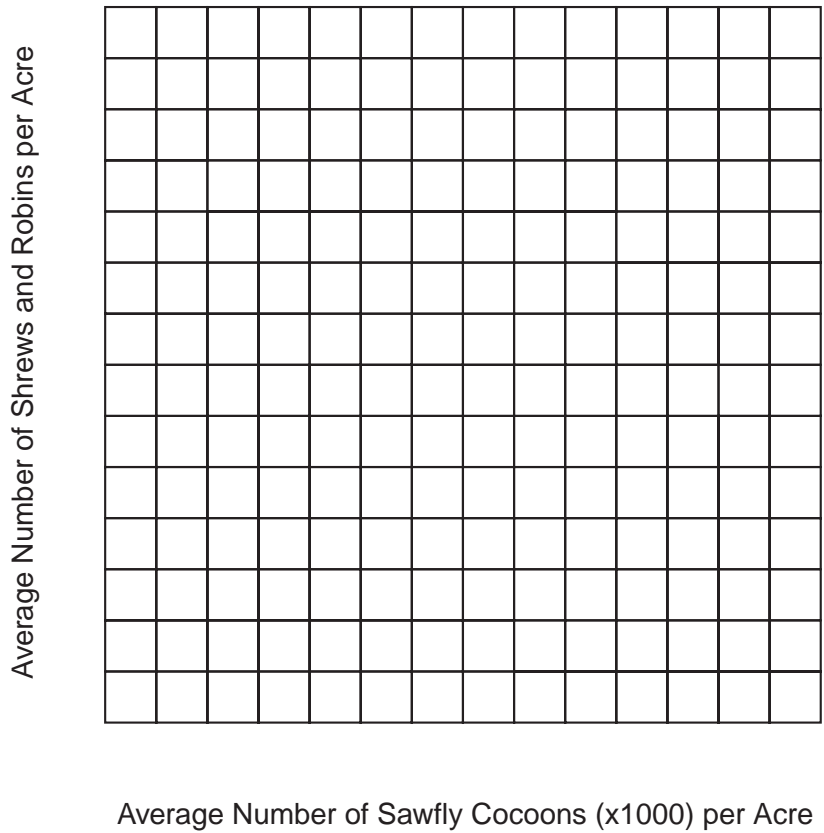 Average Number of Shrews and Robins per Acre
Average Number of Sawfly Cocoons (x1000) per Acre